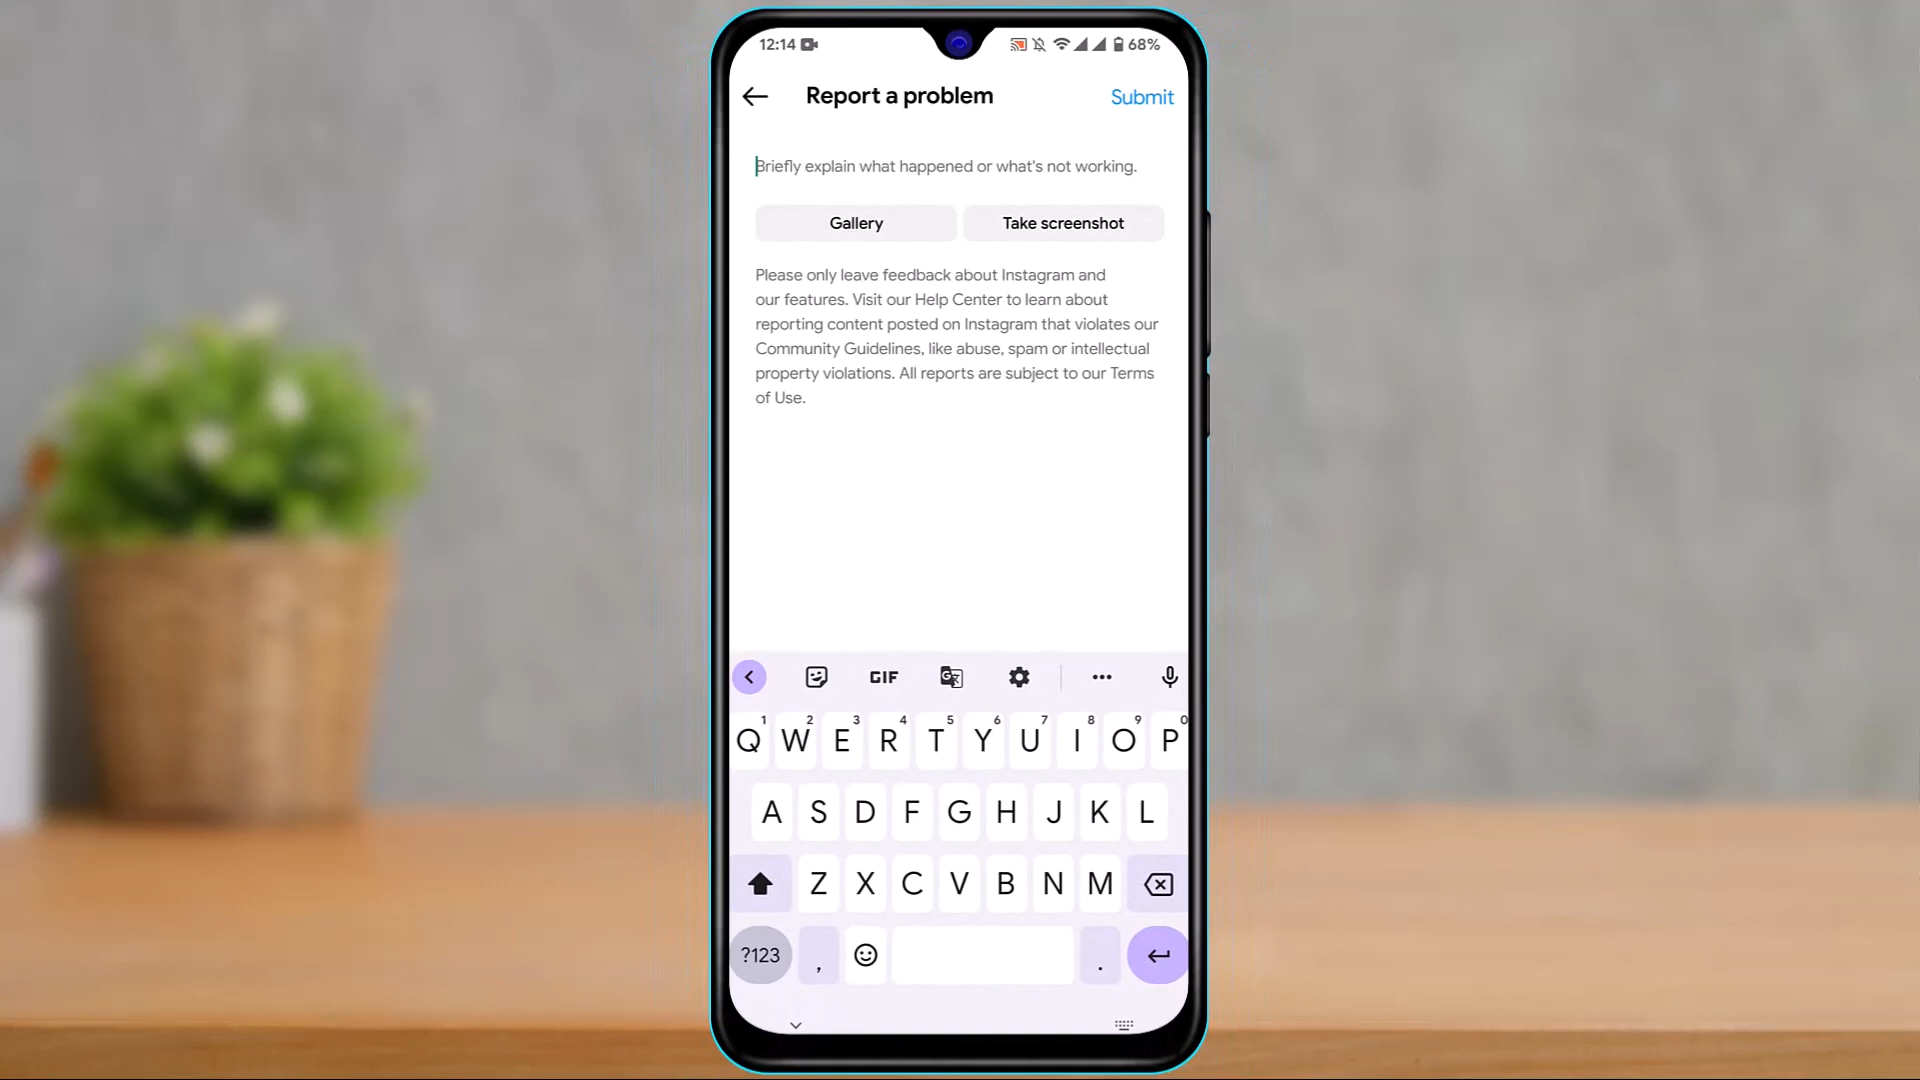 12:14 68%
Report a problem Submit
Briefly explain what happened or what's not working.
Gallery Take screenshot
Please only leave feedback about Instagram and
our features. Visit our Help Center to learn about
reporting content posted on Instagram that violates our
Community Guidelines, like abuse, spam or intellectual
property violations. All reports are subject to our Terms
of Use.
GIF
1 2 3 4 5 6 7 8 9 0
Q W E R T Y U I O P
A S D F G H J K L
Z X C V B N M
?123 , .